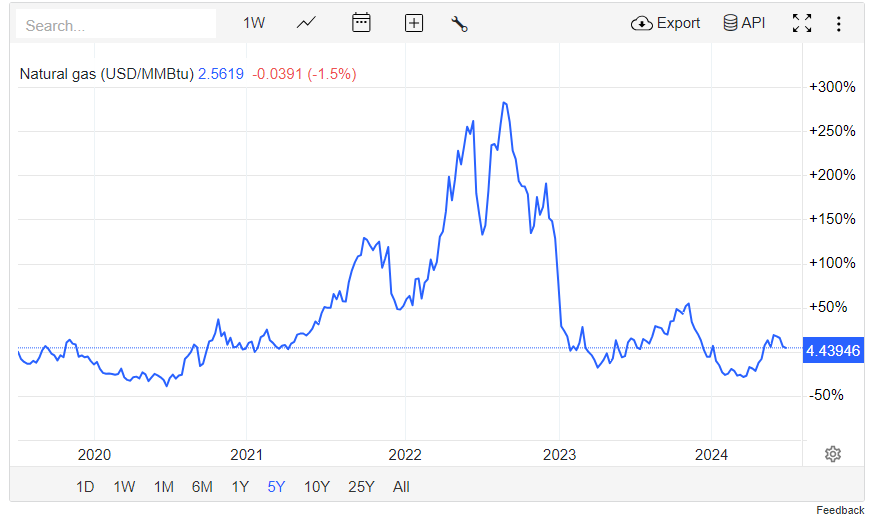 Search...
1W
Export
API
Natural gas (USD/MMBtu) 2.5619 -0.0391 (-1.5%)
+300%
+250%
+200%
+150%
+100%
+50%
4.43946
-50%
2020 2021 2022 2023 2024
1D 1W 1M 6M 1Y 5Y 10Y 25Y All
Feedback